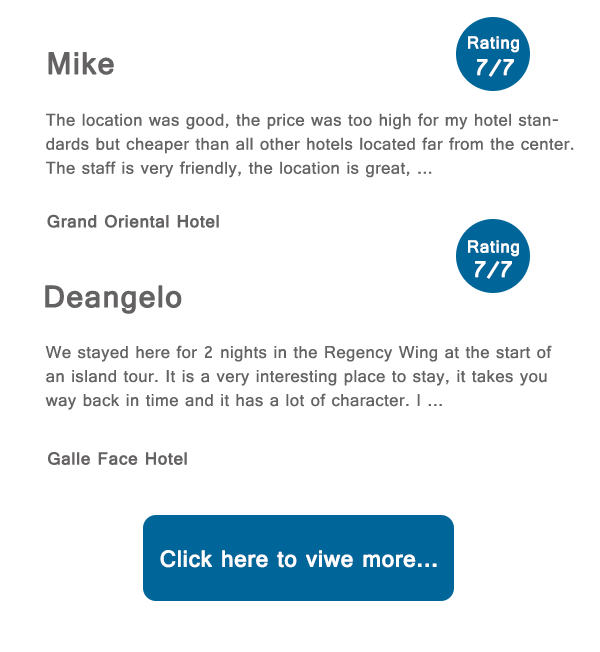 Mike
Rating
7/7
The location was good, the price was too high for my hotel stan-
dards but cheaper than all other hotels located far from the center.
The staff is very friendly, the location is great, ...
Grand Oriental Hotel
Rating
7/7
Deangelo
We stayed here for 2 nights in the Regency Wing at the start of
an island tour. It is a very interesting place to stay, it takes you
way back in time and it has a lot of character. I ...
Galle Face Hotel
Click here to viwe more...